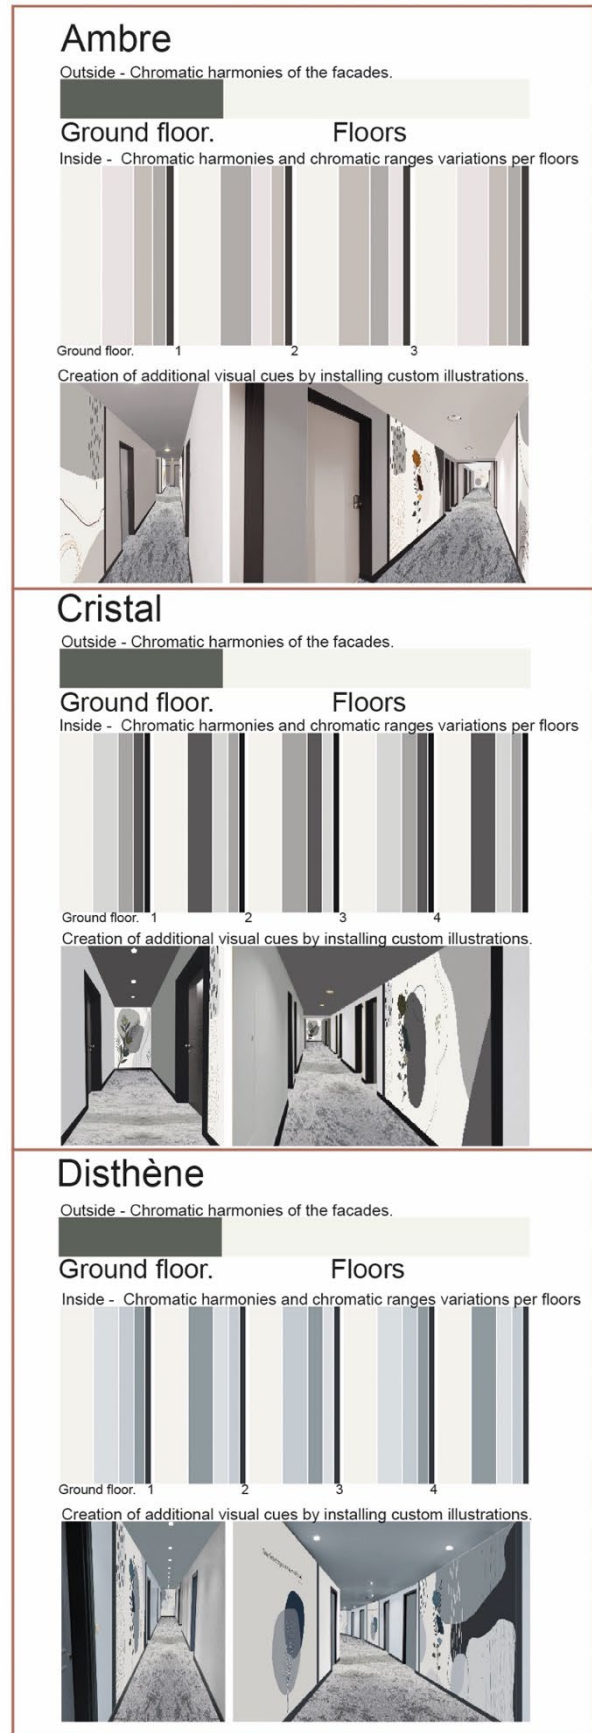 Ambre
Outside - Chromatic harmonies of the facades.
Ground floor. Floors
Inside - Chromatic harmonies and chromatic ranges variations per floors
Ground floor. 1 2 3
Creation of additional visual cues by installing custom illustrations.
Cristal
Outside - Chromatic harmonies of the facades.
Ground floor. Floors
Inside - Chromatic harmonies and chromatic ranges variations per floors
Ground floor. 1 2 3 4
Creation of additional visual cues by installing custom illustrations.
Disthène
Outside - Chromatic harmonies of the facades.
Ground floor. Floors
Inside - Chromatic harmonies and chromatic ranges variations per floors
Ground floor. 1 2 3 4
Creation of additional visual cues by installing custom illustrations.